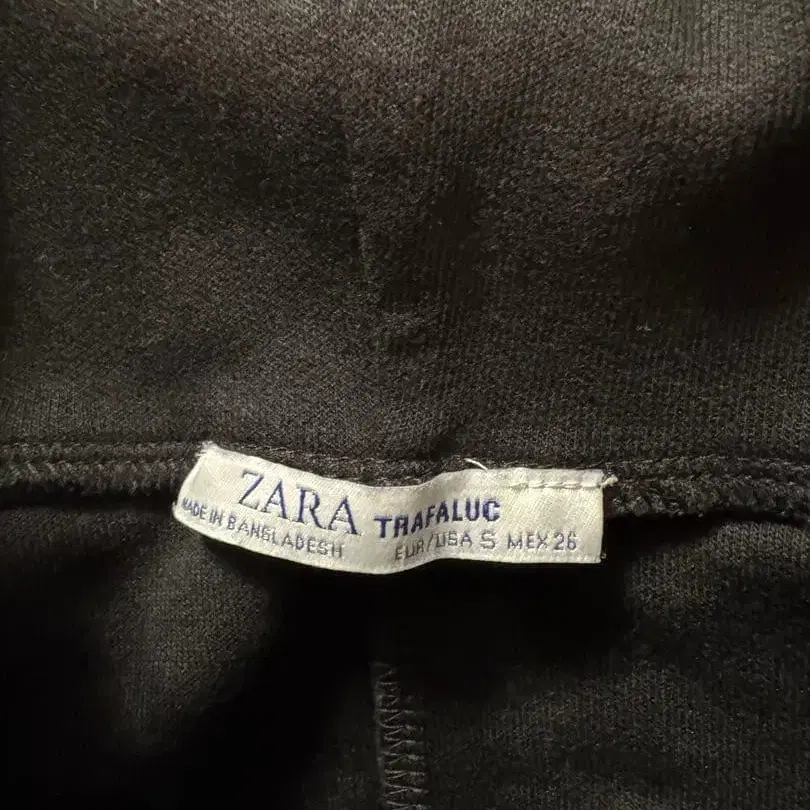 ZARA TRAFALUC
MADE IN BANGLADESH EUR/USA S MEX 26